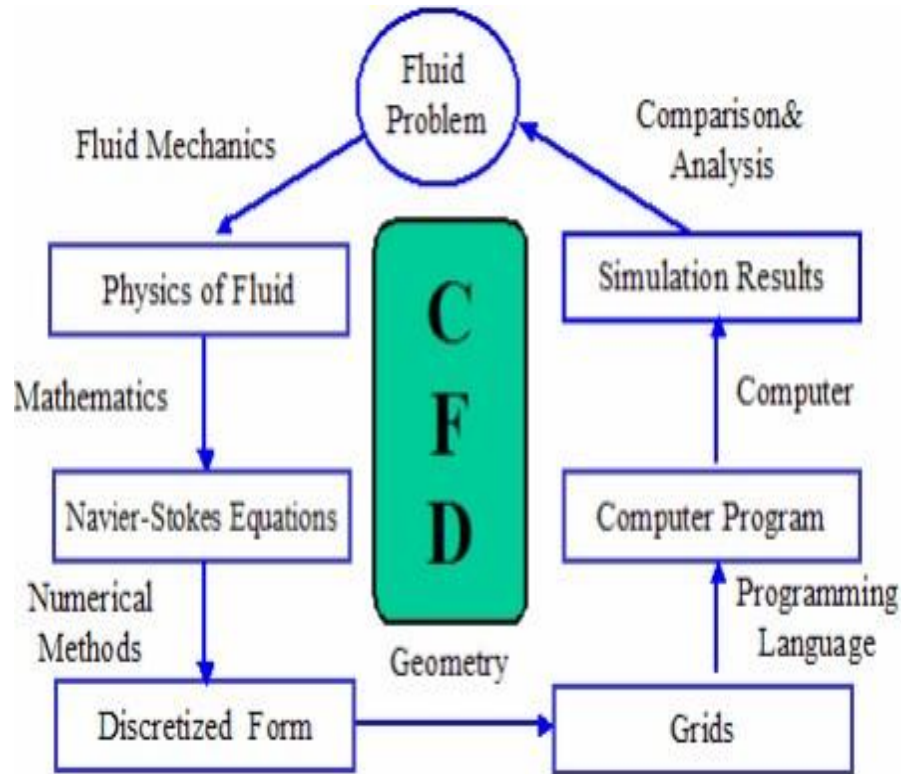 Fluid
Problem
Fluid Mechanics
Comparison&
Analysis
Physics of Fluid
Simulation Results
C
F
D
Mathematics
Computer
Navier-Stokes Equations
Computer Program
Numerical
Methods
Programming
Language
Geometry
Discretized Form
Grids